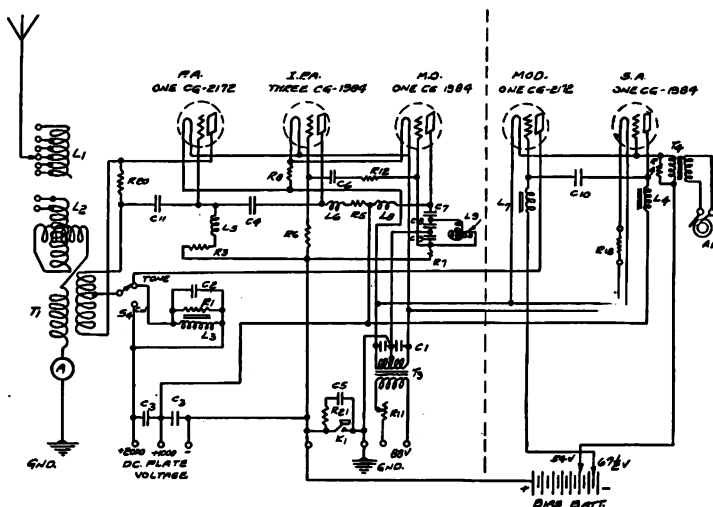 P.A.
ONE CG-2172
I.P.A.
THREE CG-1984
M.O.
ONE CG 1984
MOD.
ONE CG-2172
S.A.
ONE CG-1984
L1
R20
R8
C6
R12
T4
C10
L7
L4
L2
C11
C4
L6
R5
L8
C7
L9
L5
R3
R6
R7
R18
T1
TONE
S4
CW
C2
R1
L3
C1
T3
A
C5
R21
K1
R11
C3
C3
+2000
+1000
-
DC. PLATE
VOLTAGE
GND.
GND.
88V
54V
67½V
+
-
BIAS BATT.